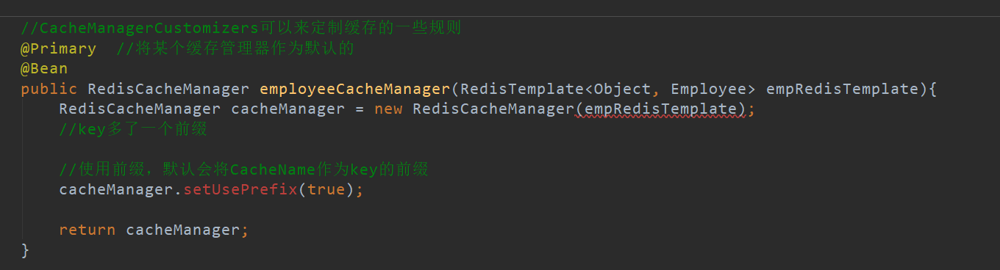 //CacheManagerCustomizers可以来定制缓存的一些规则
@Primary  //将某个缓存管理器作为默认的
@Bean
public RedisCacheManager employeeCacheManager(RedisTemplate<Object, Employee> empRedisTemplate){
    RedisCacheManager cacheManager = new RedisCacheManager(empRedisTemplate);
    //key多了一个前缀
    //使用前缀，默认会将CacheName作为key的前缀
    cacheManager.setUsePrefix(true);
    return cacheManager;
}